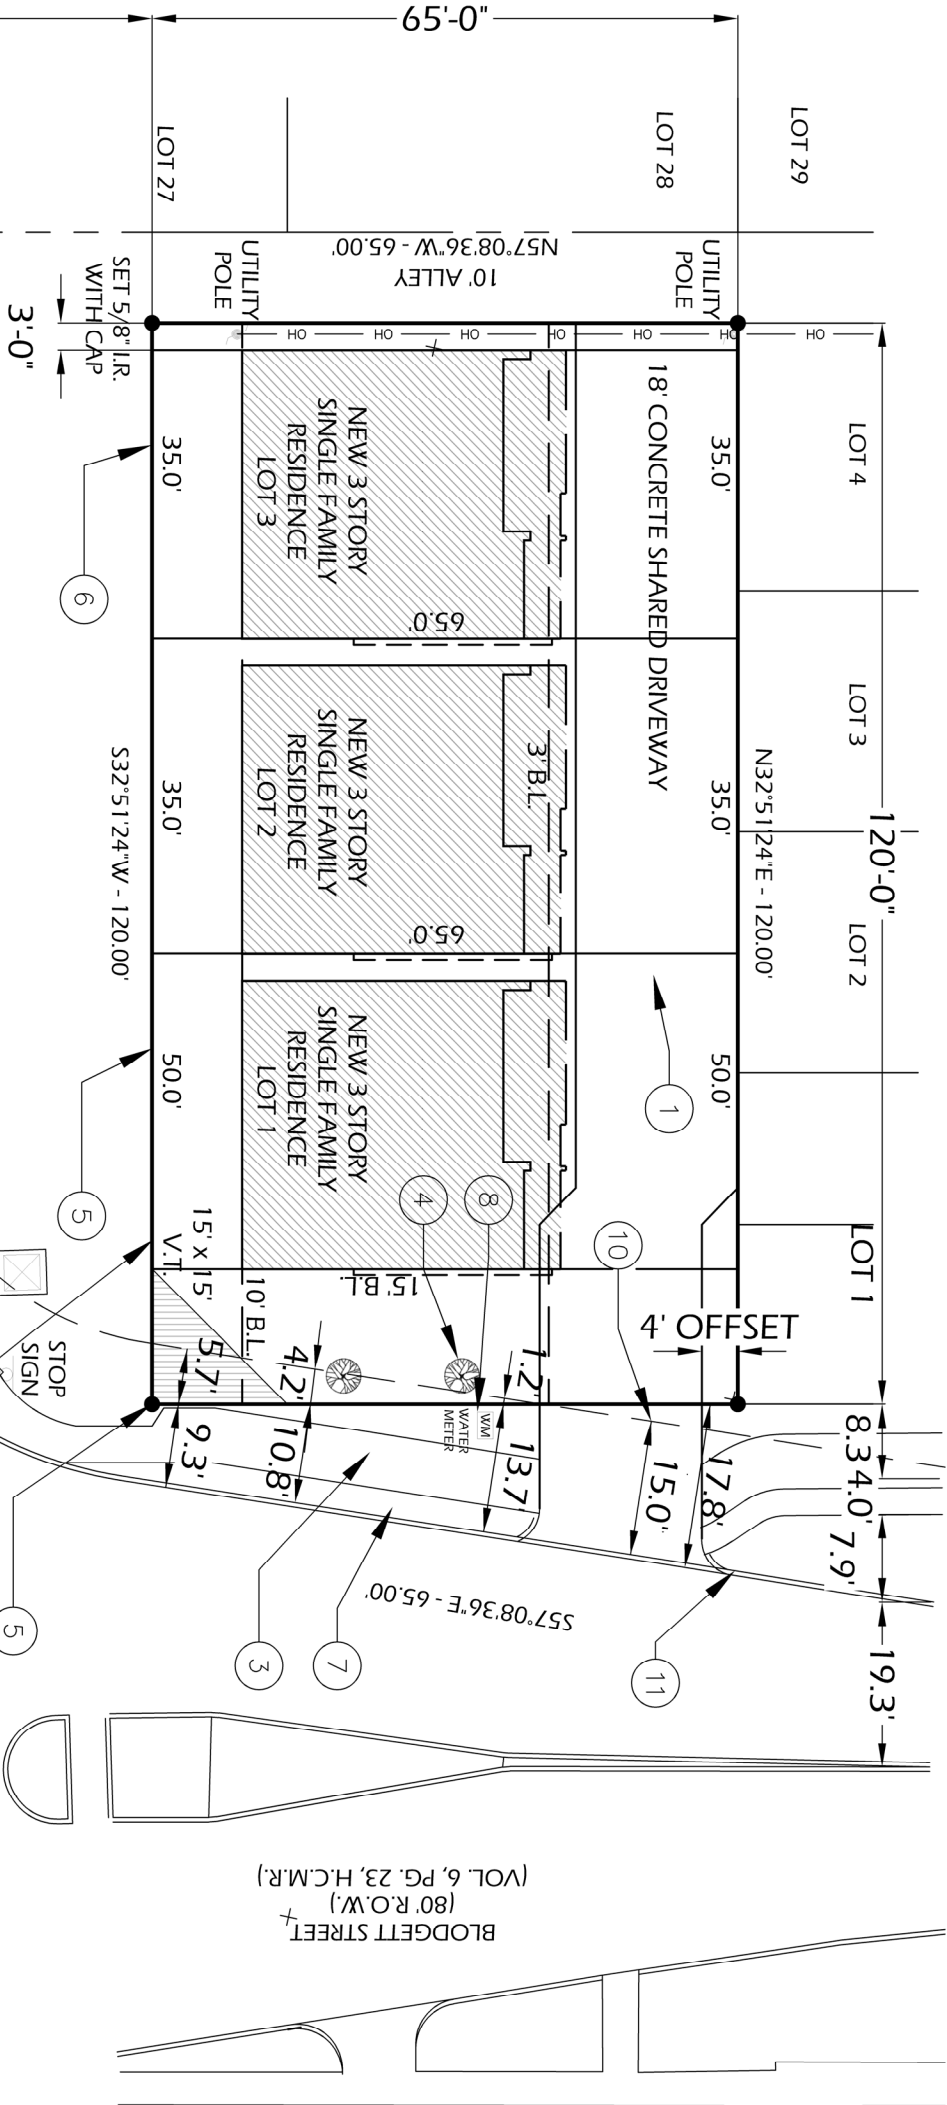 65'-0"
LOT 27
LOT 28
LOT 29
N57°08'36"W - 65.00'
10' ALLEY
UTILITY
POLE
UTILITY
POLE
SET 5/8" I.R.
WITH CAP
3'-0"
OH
OH
OH
OH
OH
OH
OH
18' CONCRETE SHARED DRIVEWAY
35.0'
35.0'
LOT 4
NEW 3 STORY
SINGLE FAMILY
RESIDENCE
LOT 3
65.0'
6
LOT 3
NEW 3 STORY
SINGLE FAMILY
RESIDENCE
LOT 2
3' B.L.
35.0'
35.0'
65.0'
S32°51'24"W - 120.00'
N32°51'24"E - 120.00'
120'-0"
LOT 2
NEW 3 STORY
SINGLE FAMILY
RESIDENCE
LOT 1
50.0'
50.0'
1
5
4
8
10
15' x 15'
V.T.
10' B.L.
15' B.L.
LOT 1
4' OFFSET
STOP
SIGN
5.7'
4.2'
1.2'
WM
WATER
METER
9.3'
10.8'
13.7'
15.0'
17.8'
8.3
4.0'
7.9'
19.3'
S57°08'36"E - 65.00'
5
3
7
11
BLODGETT STREET
(80' R.O.W.)
(VOL. 6, PG. 23, H.C.M.R.)